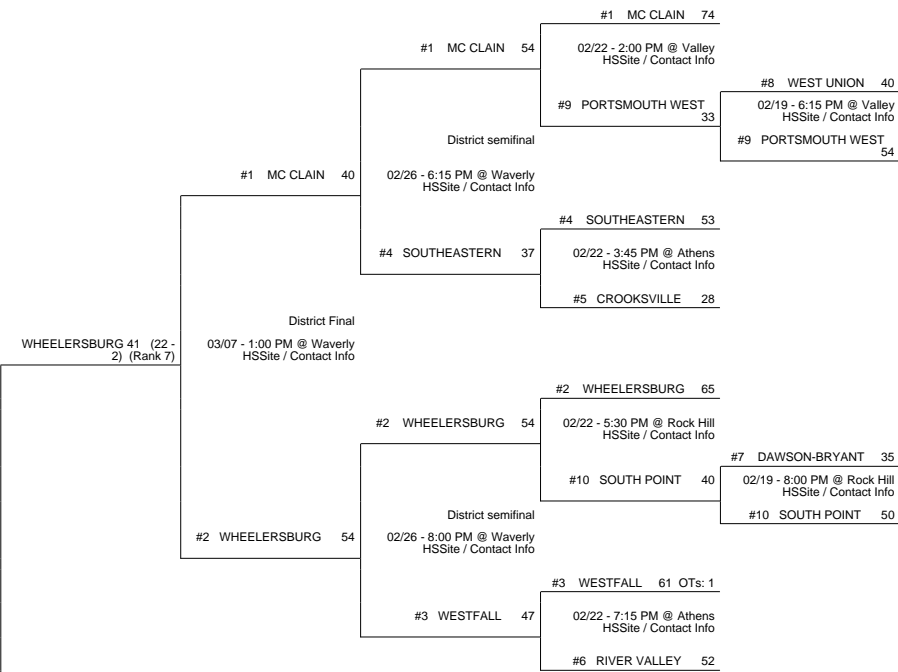 #1 MC CLAIN 74
#1 MC CLAIN 54
02/22 - 2:00 PM @ Valley
HSSite / Contact Info
#8 WEST UNION 40
#9 PORTSMOUTH WEST
33
02/19 - 6:15 PM @ Valley
HSSite / Contact Info
#9 PORTSMOUTH WEST
54
District semifinal
#1 MC CLAIN 40
02/26 - 6:15 PM @ Waverly
HSSite / Contact Info
#4 SOUTHEASTERN 53
#4 SOUTHEASTERN 37
02/22 - 3:45 PM @ Athens
HSSite / Contact Info
#5 CROOKSVILLE 28
District Final
WHEELERSBURG 41 (22 -
2) (Rank 7)
03/07 - 1:00 PM @ Waverly
HSSite / Contact Info
#2 WHEELERSBURG 65
#2 WHEELERSBURG 54
02/22 - 5:30 PM @ Rock Hill
HSSite / Contact Info
#7 DAWSON-BRYANT 35
#10 SOUTH POINT 40
02/19 - 8:00 PM @ Rock Hill
HSSite / Contact Info
#10 SOUTH POINT 50
District semifinal
#2 WHEELERSBURG 54
02/26 - 8:00 PM @ Waverly
HSSite / Contact Info
#3 WESTFALL 61 OTs: 1
#3 WESTFALL 47
02/22 - 7:15 PM @ Athens
HSSite / Contact Info
#6 RIVER VALLEY 52